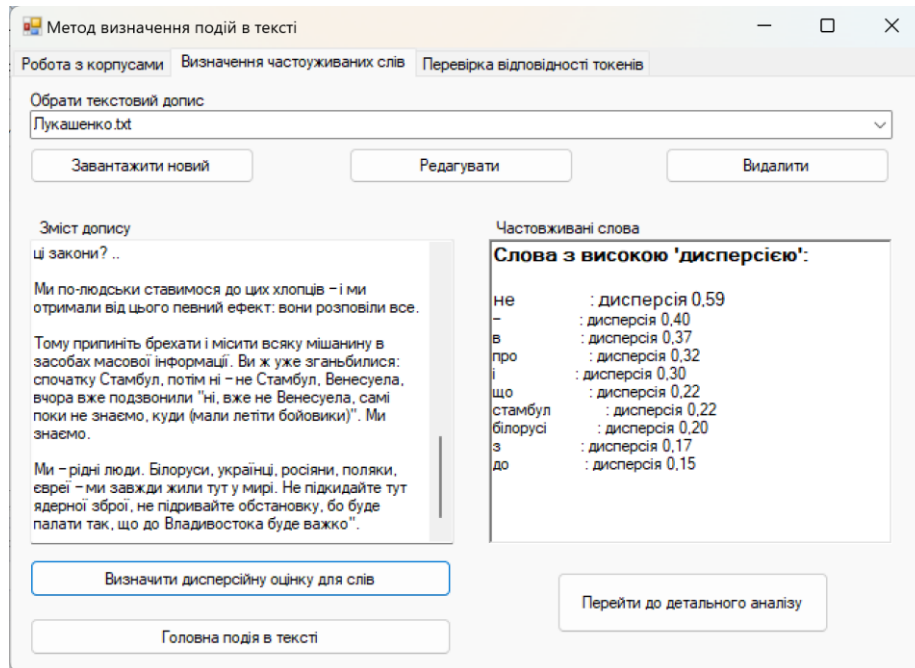 Метод визначення подій в тексті
Робота з корпусами Визначення частоуживаних слів Перевірка відповідності токенів
Обрати текстовий допис
Лукашенко.txt
Завантажити новий Редагувати Видалити
Зміст допису
ці закони? ..
Ми по-людськи ставимося до цих хлопців – і ми
отримали від цього певний ефект: вони розповіли все.
Тому припиніть брехати і місити всяку мішанину в
засобах масової інформації. Ви ж уже зганьбилися:
спочатку Стамбул, потім ні – не Стамбул, Венесуела,
вчора вже подзвонили "ні, вже не Венесуела, самі
поки не знаємо, куди (мали летіти бойовики)". Ми
знаємо.
Ми – рідні люди. Білоруси, українці, росіяни, поляки,
євреї – ми завжди жили тут у мирі. Не підкидайте тут
ядерної зброї, не підривайте обстановку, бо буде
палати так, що до Владивостока буде важко".
Частовживані слова
Слова з високою 'дисперсією':
не : дисперсія 0,59
– : дисперсія 0,40
в : дисперсія 0,37
про : дисперсія 0,32
і : дисперсія 0,30
що : дисперсія 0,22
стамбул : дисперсія 0,22
білорусі : дисперсія 0,20
з : дисперсія 0,17
до : дисперсія 0,15
Визначити дисперсійну оцінку для слів
Перейти до детального аналізу
Головна подія в тексті